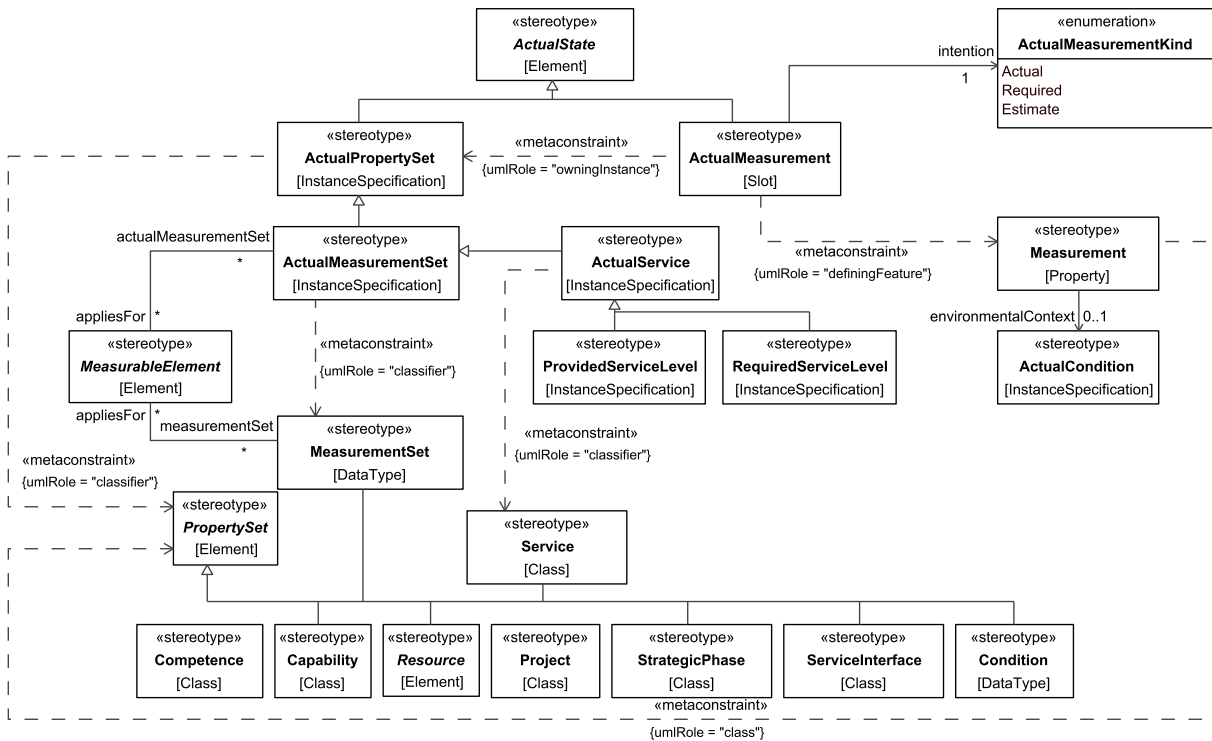 «stereotype»
ActualState
[Element]
«enumeration»
ActualMeasurementKind
Actual
Required
Estimate
intention
1
«stereotype»
ActualPropertySet
[InstanceSpecification]
«metaconstraint»
{umlRole = "owningInstance"}
«stereotype»
ActualMeasurement
[Slot]
actualMeasurementSet
*
«stereotype»
ActualMeasurementSet
[InstanceSpecification]
«stereotype»
ActualService
[InstanceSpecification]
«metaconstraint»
{umlRole = "definingFeature"}
«stereotype»
Measurement
[Property]
appliesFor
*
environmentalContext
0..1
«stereotype»
MeasurableElement
[Element]
«metaconstraint»
{umlRole = "classifier"}
«stereotype»
ProvidedServiceLevel
[InstanceSpecification]
«stereotype»
RequiredServiceLevel
[InstanceSpecification]
«stereotype»
ActualCondition
[InstanceSpecification]
appliesFor
*
measurementSet
*
«stereotype»
MeasurementSet
[DataType]
«metaconstraint»
{umlRole = "classifier"}
«metaconstraint»
{umlRole = "classifier"}
«stereotype»
PropertySet
[Element]
«stereotype»
Service
[Class]
«stereotype»
Competence
[Class]
«stereotype»
Capability
[Class]
«stereotype»
Resource
[Element]
«stereotype»
Project
[Class]
«stereotype»
StrategicPhase
[Class]
«stereotype»
ServiceInterface
[Class]
«stereotype»
Condition
[DataType]
«metaconstraint»
{umlRole = "class"}